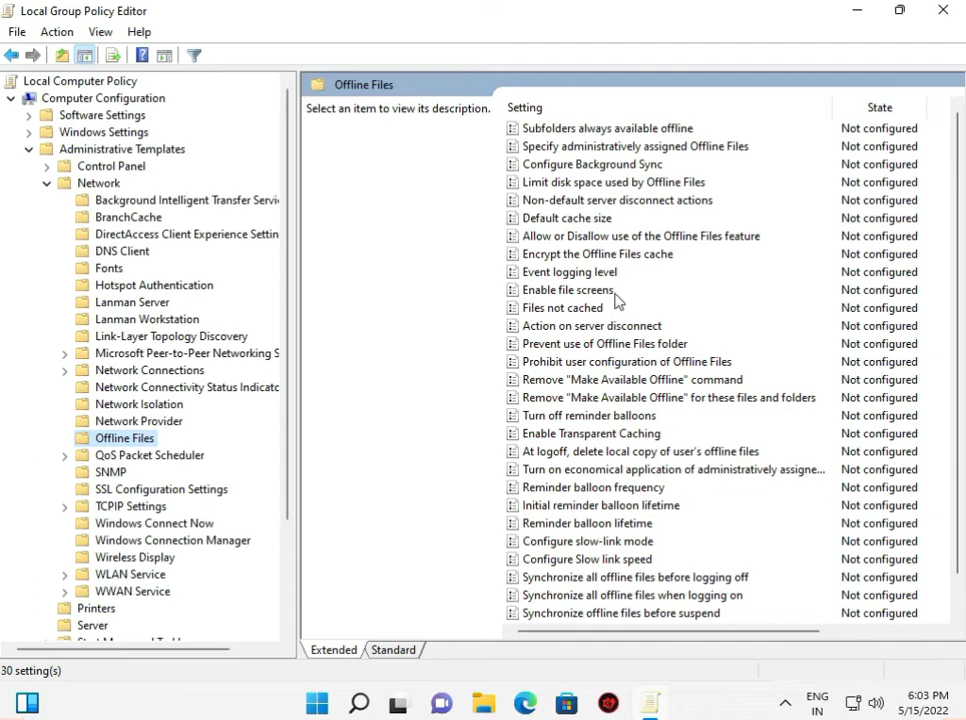 Local Group Policy Editor
File Action View Help
Local Computer Policy
Computer Configuration
Software Settings
Windows Settings
Administrative Templates
Control Panel
Network
Background Intelligent Transfer Servi
BranchCache
DirectAccess Client Experience Settin
DNS Client
Fonts
Hotspot Authentication
Lanman Server
Lanman Workstation
Link-Layer Topology Discovery
Microsoft Peer-to-Peer Networking S
Network Connections
Network Connectivity Status Indicato
Network Isolation
Network Provider
Offline Files
QoS Packet Scheduler
SNMP
SSL Configuration Settings
TCPIP Settings
Windows Connect Now
Windows Connection Manager
Wireless Display
WLAN Service
WWAN Service
Printers
Server
Offline Files
Select an item to view its description.
Setting State
Subfolders always available offline Not configured
Specify administratively assigned Offline Files Not configured
Configure Background Sync Not configured
Limit disk space used by Offline Files Not configured
Non-default server disconnect actions Not configured
Default cache size Not configured
Allow or Disallow use of the Offline Files feature Not configured
Encrypt the Offline Files cache Not configured
Event logging level Not configured
Enable file screens Not configured
Files not cached Not configured
Action on server disconnect Not configured
Prevent use of Offline Files folder Not configured
Prohibit user configuration of Offline Files Not configured
Remove "Make Available Offline" command Not configured
Remove "Make Available Offline" for these files and folders Not configured
Turn off reminder balloons Not configured
Enable Transparent Caching Not configured
At logoff, delete local copy of user's offline files Not configured
Turn on economical application of administratively assigne... Not configured
Reminder balloon frequency Not configured
Initial reminder balloon lifetime Not configured
Reminder balloon lifetime Not configured
Configure slow-link mode Not configured
Configure Slow link speed Not configured
Synchronize all offline files before logging off Not configured
Synchronize all offline files when logging on Not configured
Synchronize offline files before suspend Not configured
Extended Standard
30 setting(s)
ENG
IN
6:03 PM
5/15/2022